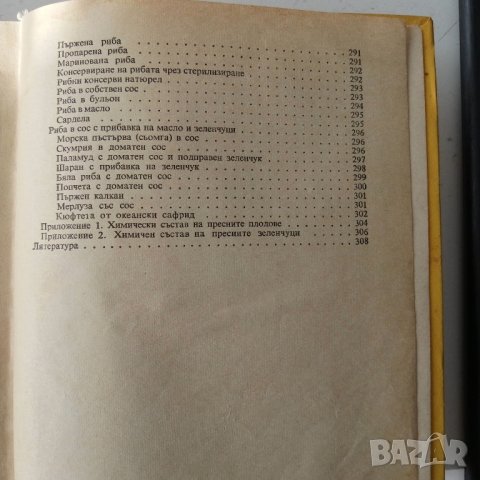 Пържена риба
Пропарена риба 291
Маринована риба 291
Консервиране на рибата чрез стерилизиране 292
Рибни консерви натюрел 292
Риба в собствен сос 293
Риба в бульон 293
Риба в масло 294
Сардела 295
Риба в сос с прибавка на масло и зеленчуци 295
Морска пъстърва (сьомга) в сос 296
Скумрия в доматен сос 296
Паламуд с доматен сос и подправен зеленчук 297
Шаран с прибавка на зеленчук 298
Бяла риба с доматен сос 299
Попчета с доматен сос 300
Пържен калкан 301
Мерлуза със сос 301
Кюфтета от океански сафрид 302
Приложение 1. Химически състав на пресните плодове 304
Приложение 2. Химичен състав на пресните зеленчуци 306
Литература 308
BAZAR